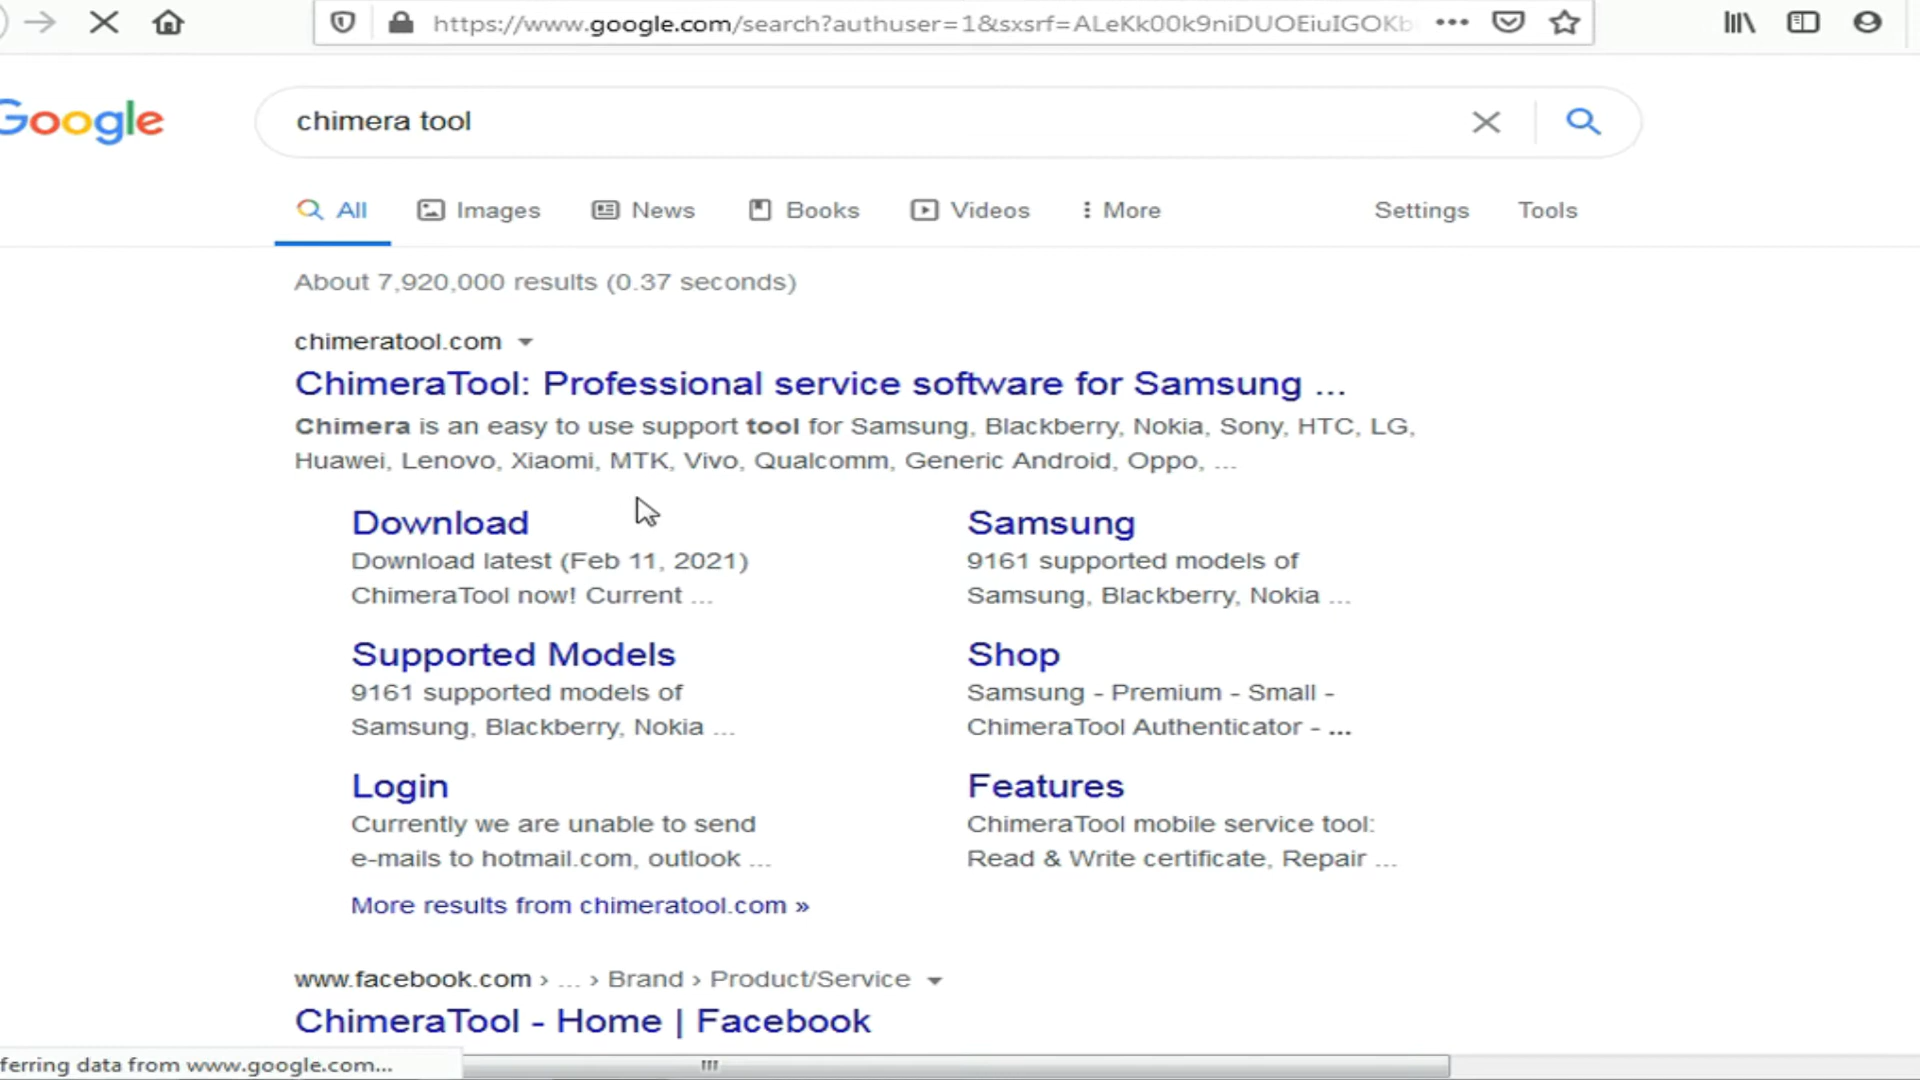 https://www.google.com/search?authuser=1&sxsrf=ALeKk00k9niDUOEiuIGOKb
Google
chimera tool
All Images News Books Videos More Settings Tools
About 7,920,000 results (0.37 seconds)
chimeratool.com
ChimeraTool: Professional service software for Samsung ...
Chimera is an easy to use support tool for Samsung, Blackberry, Nokia, Sony, HTC, LG,
Huawei, Lenovo, Xiaomi, MTK, Vivo, Qualcomm, Generic Android, Oppo, ...
Download
Download latest (Feb 11, 2021)
ChimeraTool now! Current ...
Samsung
9161 supported models of
Samsung, Blackberry, Nokia ...
Supported Models
9161 supported models of
Samsung, Blackberry, Nokia ...
Shop
Samsung - Premium - Small -
ChimeraTool Authenticator - ...
Login
Currently we are unable to send
e-mails to hotmail.com, outlook ...
Features
ChimeraTool mobile service tool:
Read & Write certificate, Repair ...
More results from chimeratool.com »
www.facebook.com › ... › Brand › Product/Service
ChimeraTool - Home | Facebook
ferring data from www.google.com...